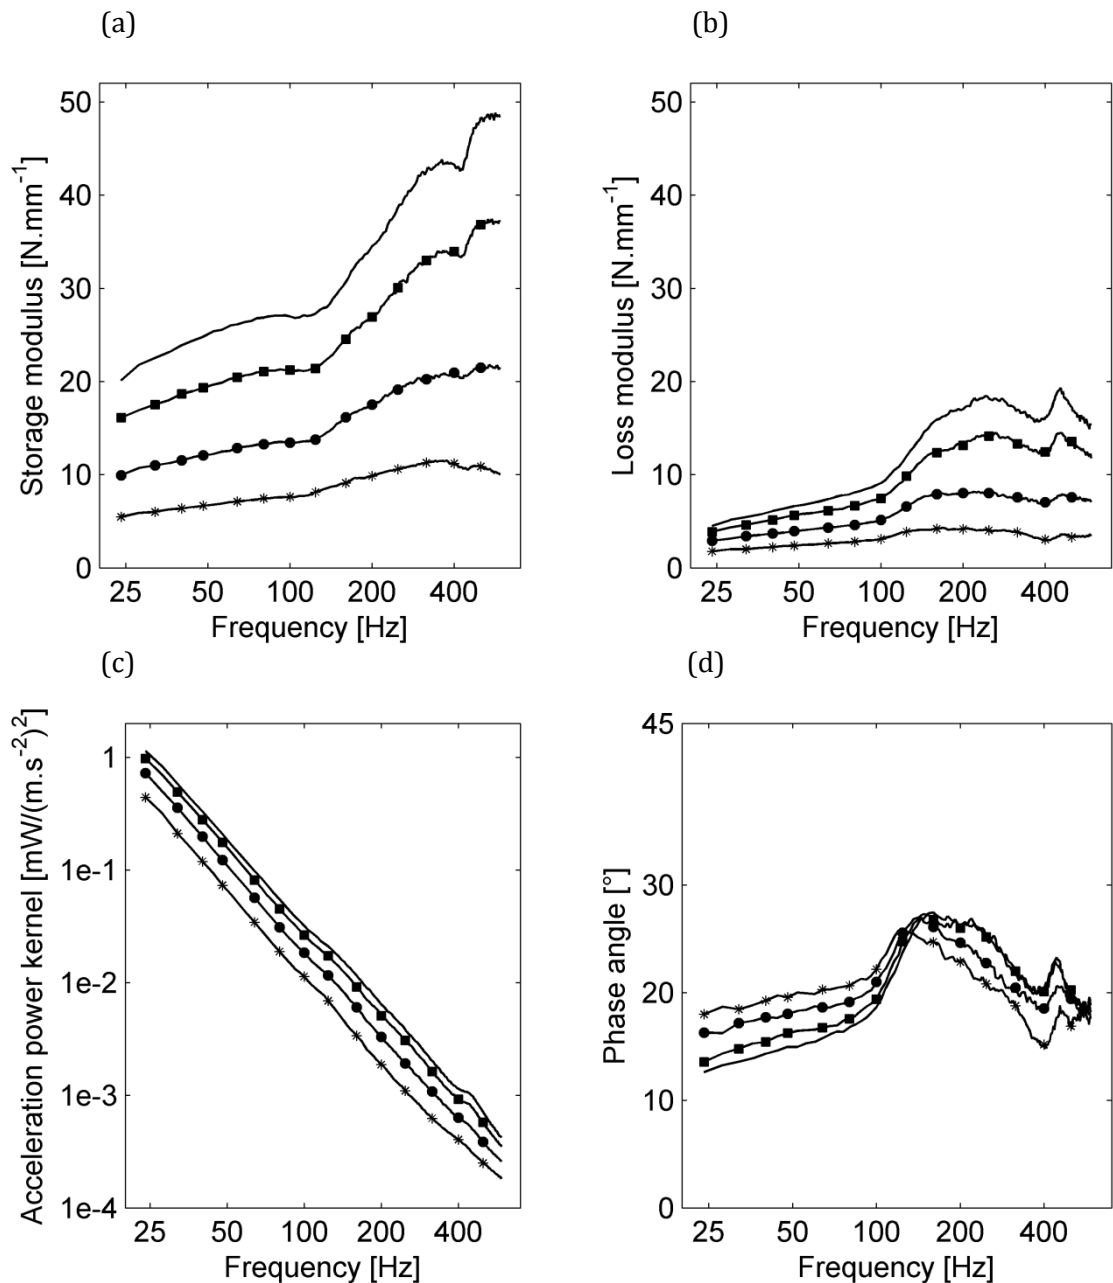 (a)
(b)
50
40
30
20
10
0
Storage modulus [N.mm⁻¹]
25 50 100 200 400
Frequency [Hz]
50
40
30
20
10
0
Loss modulus [N.mm⁻¹]
25 50 100 200 400
Frequency [Hz]
(c)
(d)
1
1e-1
1e-2
1e-3
1e-4
Acceleration power kernel [mW/(m.s⁻²)²]
25 50 100 200 400
Frequency [Hz]
45
30
20
10
0
Phase angle [°]
25 50 100 200 400
Frequency [Hz]